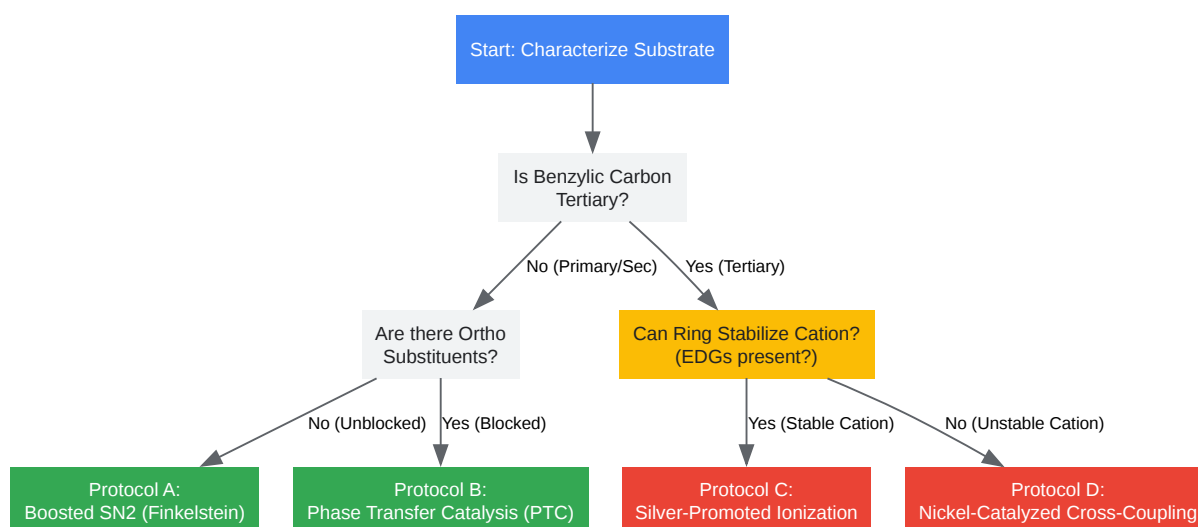 Start: Characterize Substrate
Is Benzylic Carbon
Tertiary?
No (Primary/Sec)
Yes (Tertiary)
Are there Ortho
Substituents?
Can Ring Stabilize Cation?
(EDGs present?)
No (Unblocked)
Yes (Blocked)
Yes (Stable Cation)
No (Unstable Cation)
Protocol A:
Boosted SN2 (Finkelstein)
Protocol B:
Phase Transfer Catalysis (PTC)
Protocol C:
Silver-Promoted Ionization
Protocol D:
Nickel-Catalyzed Cross-Coupling